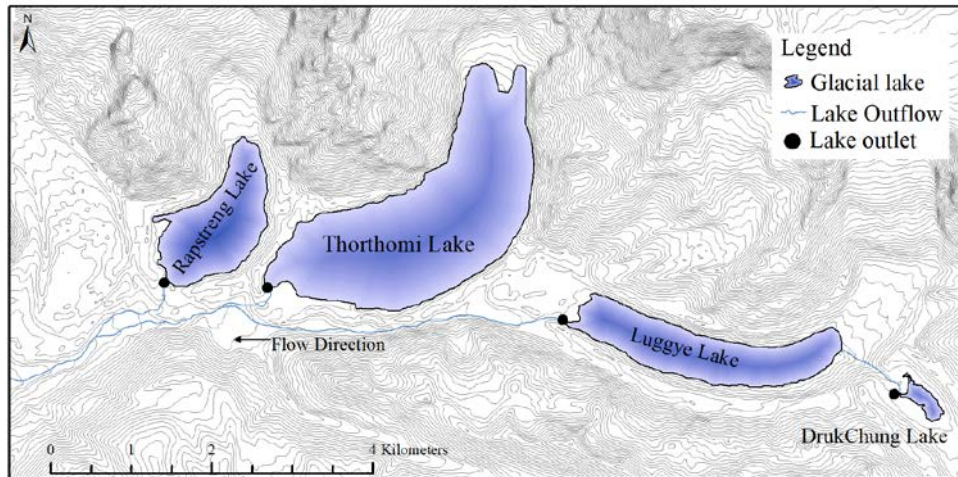 N
Legend
Glacial lake
Lake Outflow
Lake outlet
Rapstreng Lake
Thorthomi Lake
Flow Direction
Luggye Lake
DrukChung Lake
0 1 2 4 Kilometers